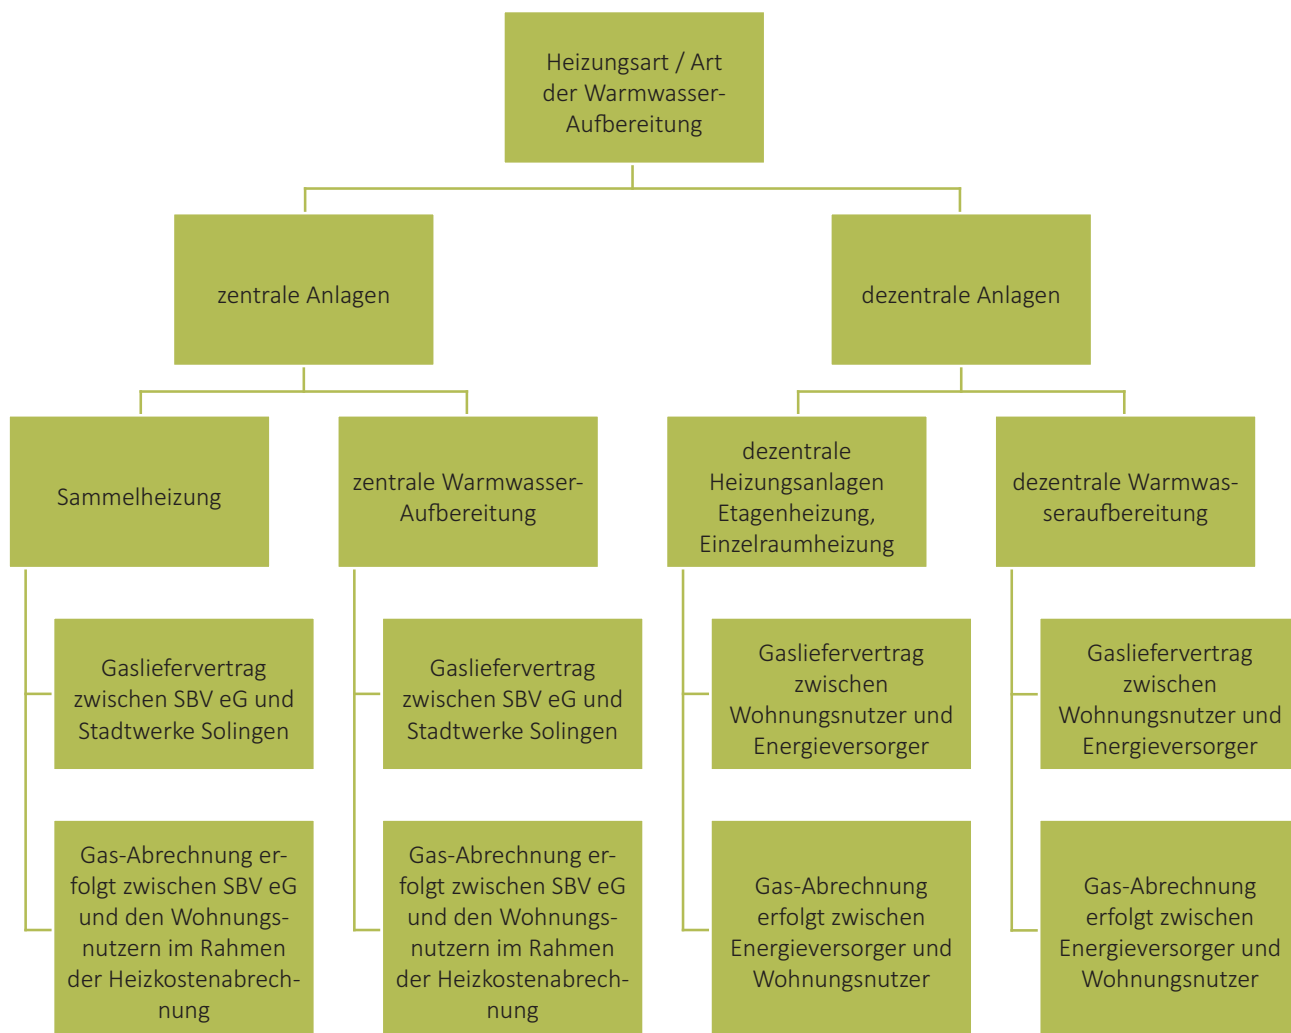 Heizungsart / Art
der Warmwasser-
Aufbereitung
zentrale Anlagen
dezentrale Anlagen
Sammelheizung
zentrale Warmwasser-
Aufbereitung
dezentrale
Heizungsanlagen
Etagenheizung,
Einzelraumheizung
dezentrale Warmwas-
seraufbereitung
Gasliefervertrag
zwischen SBV eG und
Stadtwerke Solingen
Gasliefervertrag
zwischen SBV eG und
Stadtwerke Solingen
Gasliefervertrag
zwischen
Wohnungsnutzer und
Energieversorger
Gasliefervertrag
zwischen
Wohnungsnutzer und
Energieversorger
Gas-Abrechnung er-
folgt zwischen SBV eG
und den Wohnungs-
nutzern im Rahmen
der Heizkostenabrech-
nung
Gas-Abrechnung er-
folgt zwischen SBV eG
und den Wohnungs-
nutzern im Rahmen
der Heizkostenabrech-
nung
Gas-Abrechnung
erfolgt zwischen
Energieversorger und
Wohnungsnutzer
Gas-Abrechnung
erfolgt zwischen
Energieversorger und
Wohnungsnutzer